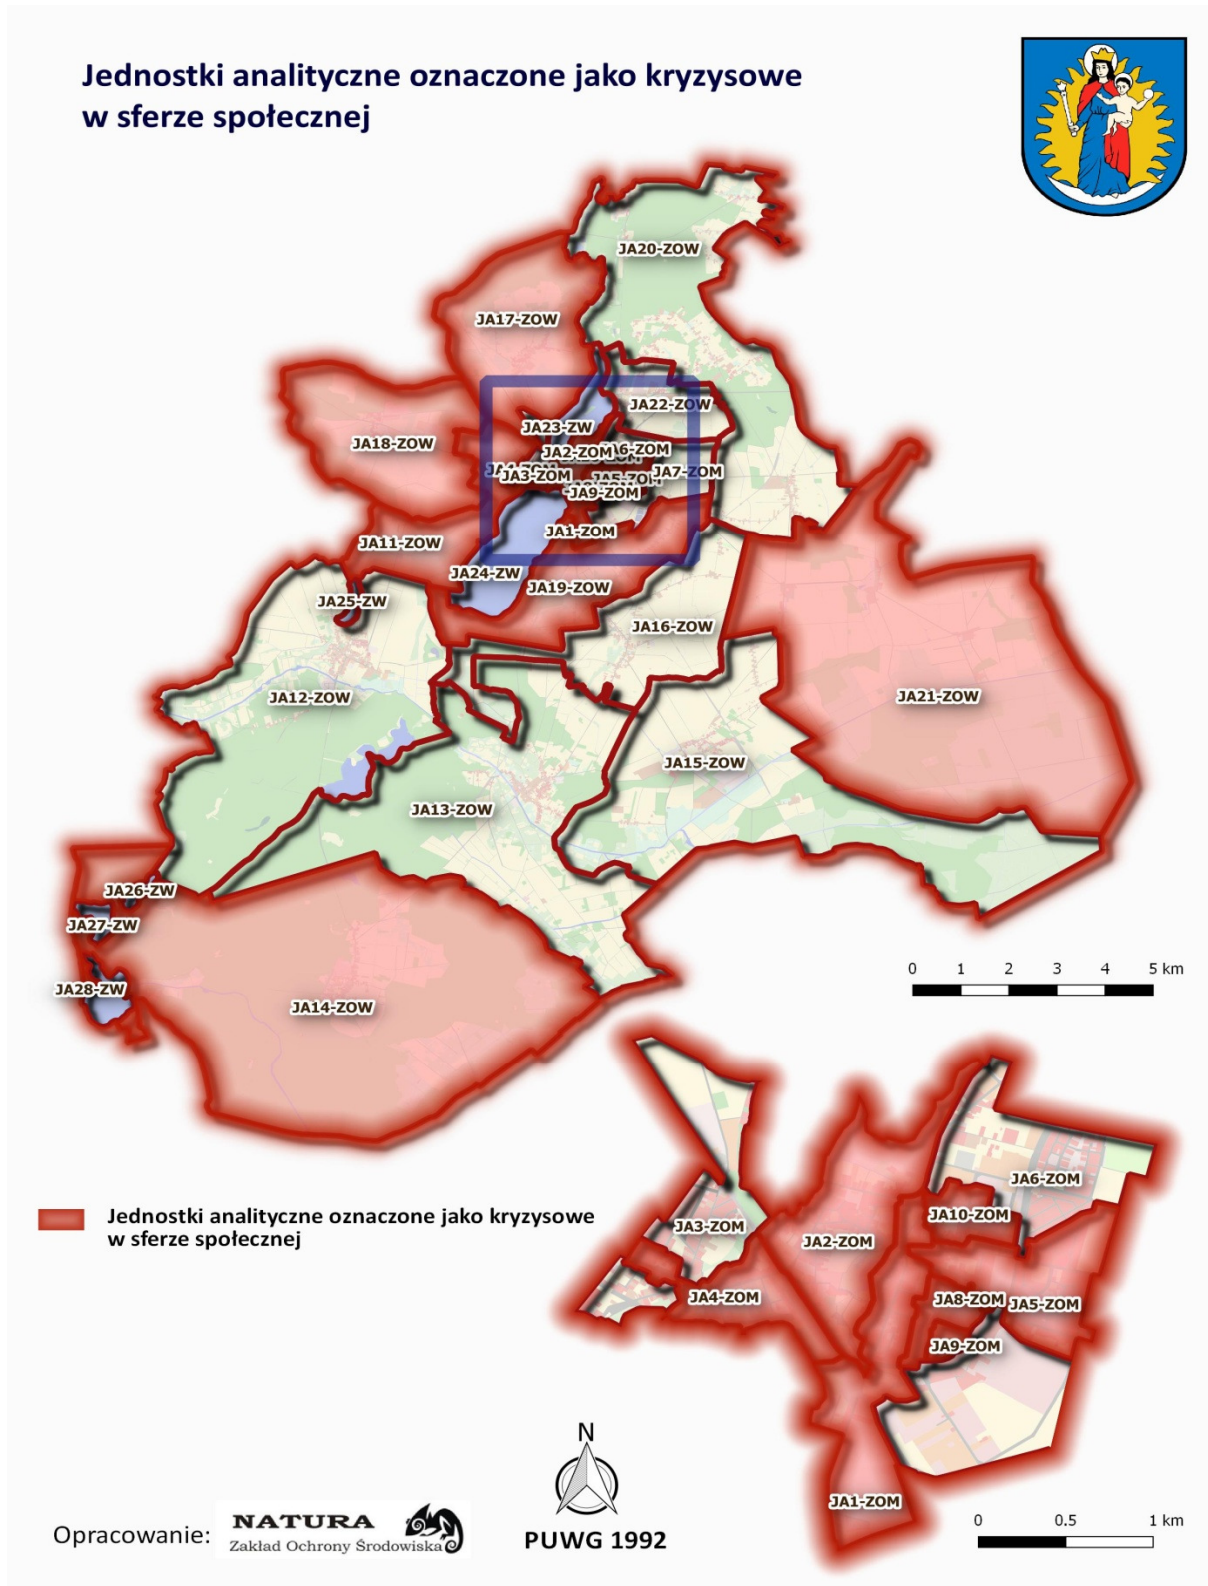 Jednostki analityczne oznaczone jako kryzysowe
w sferze społecznej
JA20-ZOW
JA17-ZOW
JA22-ZOW
JA23-ZW
JA18-ZOW
JA2-ZOM
JA6-ZOM
JA7-ZOM
JA3-ZOM
JA5-ZOM
JA9-ZOM
JA1-ZOM
JA11-ZOW
JA24-ZW
JA19-ZOW
JA25-ZW
JA16-ZOW
JA12-ZOW
JA21-ZOW
JA15-ZOW
JA13-ZOW
JA26-ZW
JA27-ZW
JA28-ZW
JA14-ZOW
0 1 2 3 4 5 km
JA6-ZOM
JA10-ZOM
JA3-ZOM
JA2-ZOM
JA4-ZOM
JA8-ZOM
JA5-ZOM
JA9-ZOM
JA1-ZOM
Jednostki analityczne oznaczone jako kryzysowe
w sferze społecznej
N
PUWG 1992
Opracowanie:
NATURA
Zakład Ochrony Środowiska
0 0.5 1 km